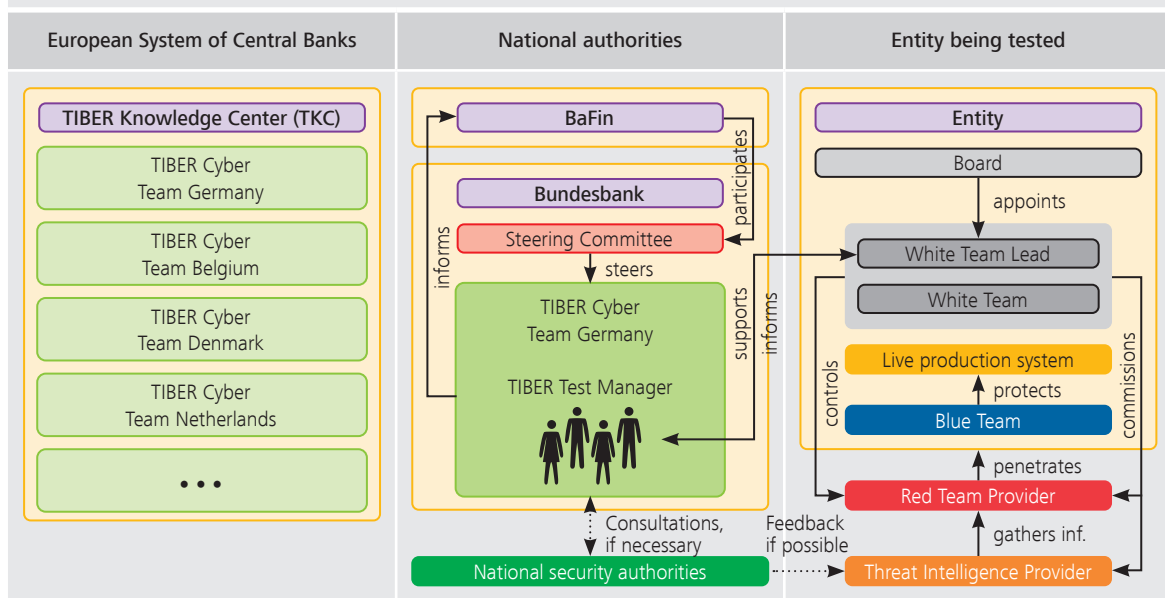 European System of Central Banks
National authorities
Entity being tested
TIBER Knowledge Center (TKC)
TIBER Cyber
Team Germany
TIBER Cyber
Team Belgium
TIBER Cyber
Team Denmark
TIBER Cyber
Team Netherlands
• • •
BaFin
participates
informs
Bundesbank
Steering Committee
steers
TIBER Cyber
Team Germany
TIBER Test Manager
supports
informs
Consultations,
if necessary
National security authorities
Feedback
if possible
Entity
Board
appoints
White Team Lead
White Team
controls
commissions
Live production system
protects
Blue Team
penetrates
Red Team Provider
gathers inf.
Threat Intelligence Provider